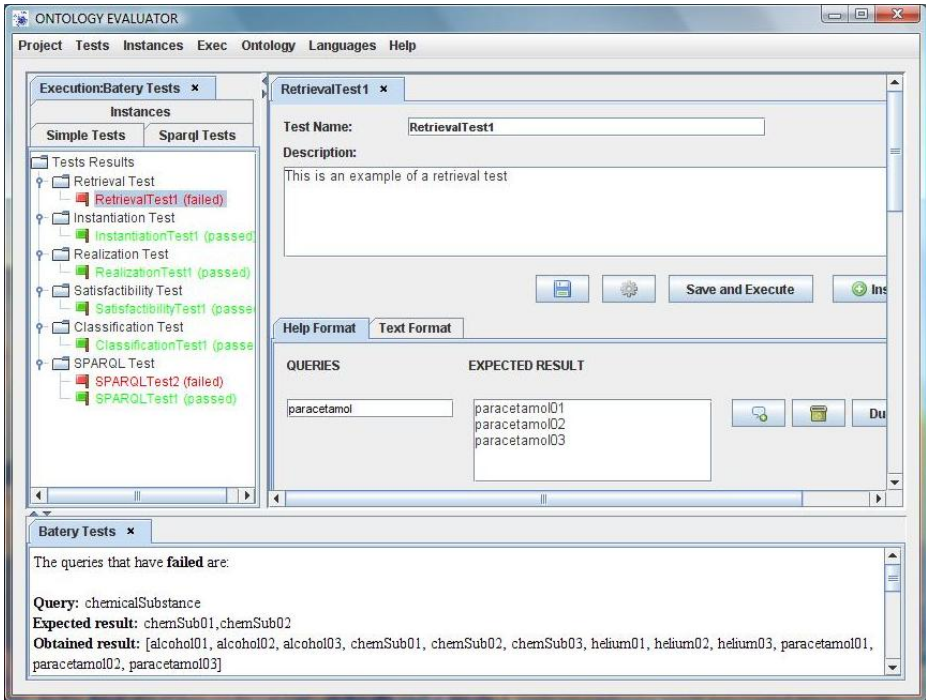 ONTOLOGY EVALUATOR
Project Tests Instances Exec Ontology Languages Help
Execution:Batery Tests ×
Instances
Simple Tests Sparql Tests
Tests Results
Retrieval Test
RetrievalTest1 (failed)
Instantiation Test
InstantiationTest1 (passed)
Realization Test
RealizationTest1 (passed)
Satisfactibility Test
SatisfactibilityTest1 (passe
Classification Test
ClassificationTest1 (passe
SPARQL Test
SPARQLTest2 (failed)
SPARQLTest1 (passed)
RetrievalTest1 ×
Test Name: RetrievalTest1
Description:
This is an example of a retrieval test
Save and Execute Ins
Help Format Text Format
QUERIES EXPECTED RESULT
paracetamol paracetamol01 Du
paracetamol02
paracetamol03
Batery Tests ×
The queries that have failed are:
Query: chemicalSubstance
Expected result: chemSub01,chemSub02
Obtained result: [alcohol01, alcohol02, alcohol03, chemSub01, chemSub02, chemSub03, helium01, helium02, helium03, paracetamol01,
paracetamol02, paracetamol03]